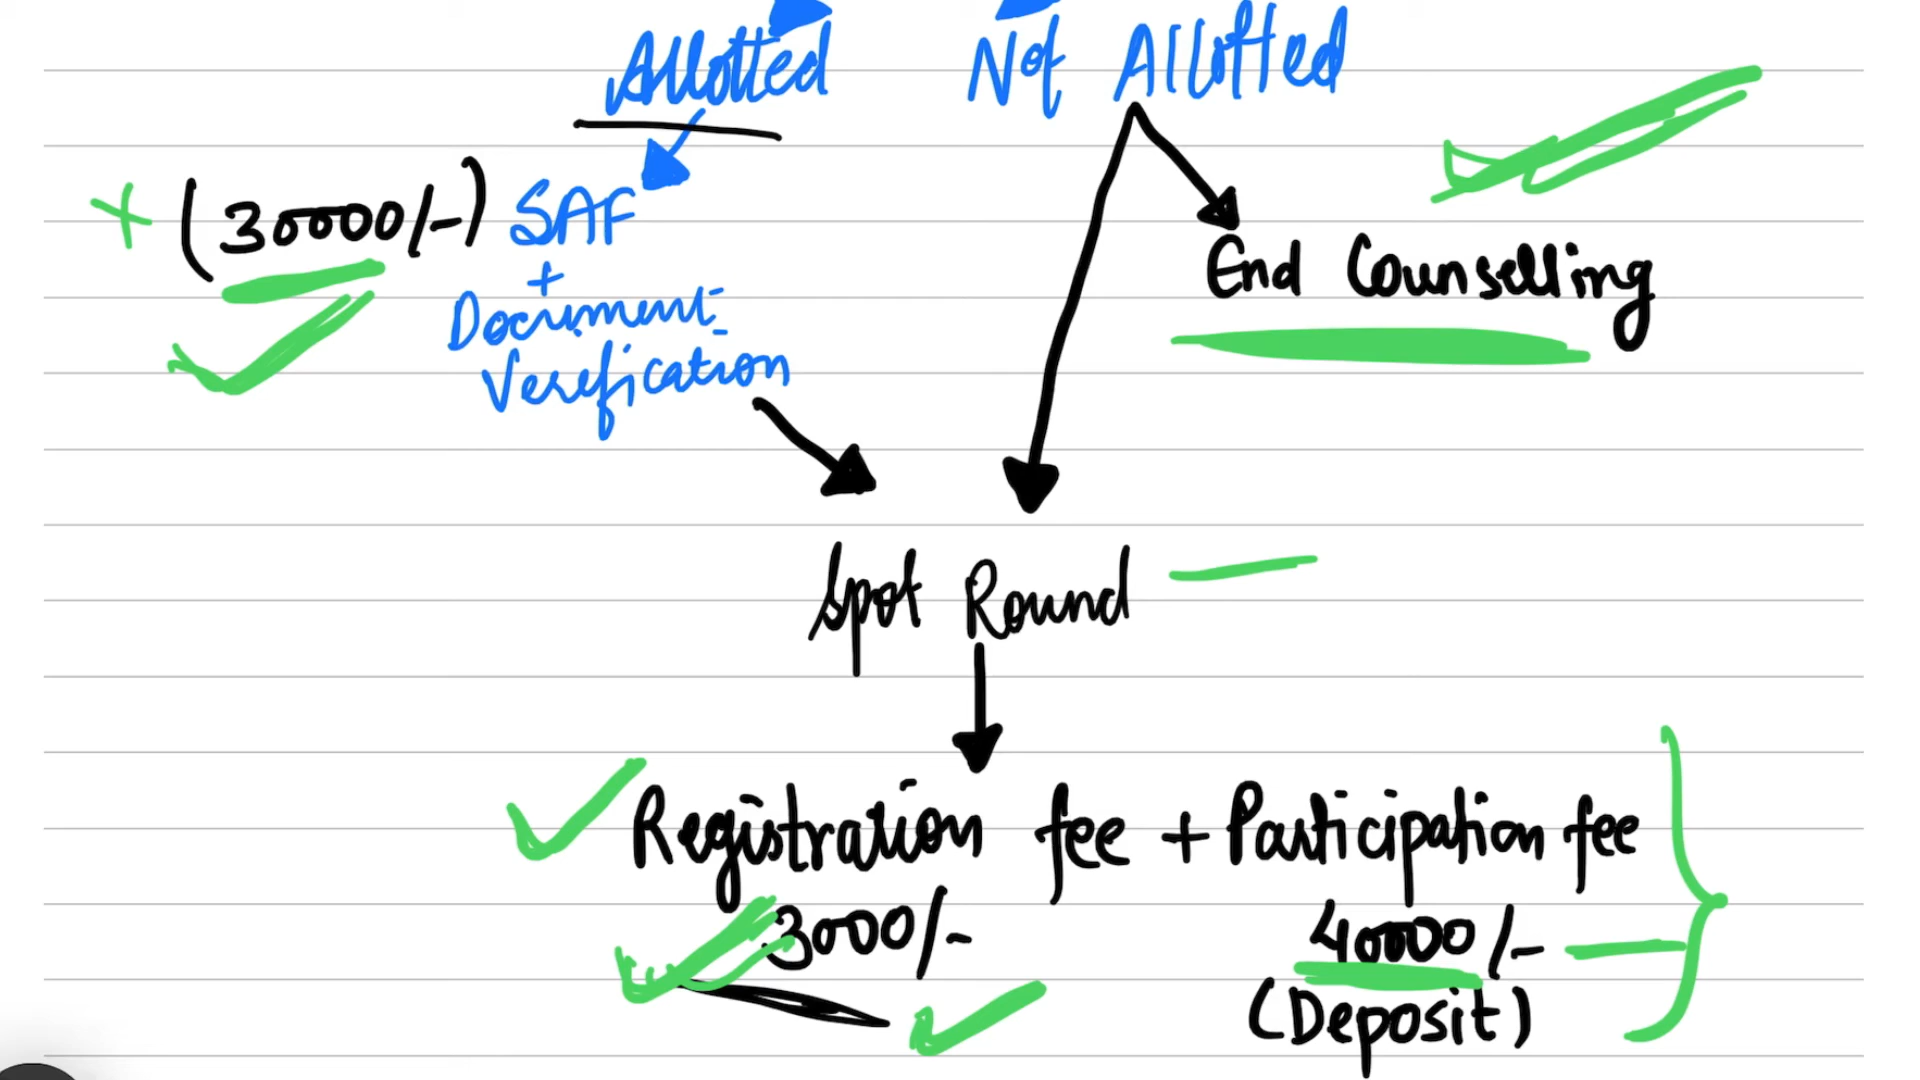 Allotted Not Allotted
+ (30000/-) SAF
+
Document
Verification
End Counselling
Spot Round
Registration fee + Participation fee
3000/- 40000/-
(Deposit)